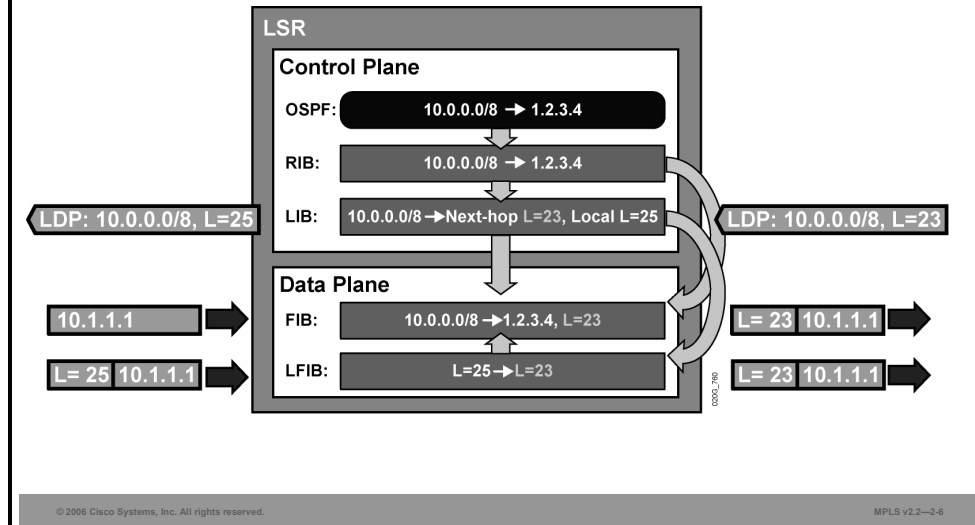 LSR
Control Plane
OSPF: 10.0.0.0/8 → 1.2.3.4
RIB: 10.0.0.0/8 → 1.2.3.4
LIB: 10.0.0.0/8 → Next-hop L=23, Local L=25
LDP: 10.0.0.0/8, L=25
LDP: 10.0.0.0/8, L=23
Data Plane
FIB: 10.0.0.0/8 → 1.2.3.4, L=23
10.1.1.1
L= 23 10.1.1.1
LFIB: L=25 → L=23
L= 25 10.1.1.1
L= 23 10.1.1.1
020G_760
© 2006 Cisco Systems, Inc. All rights reserved.
MPLS v2.2—2-6